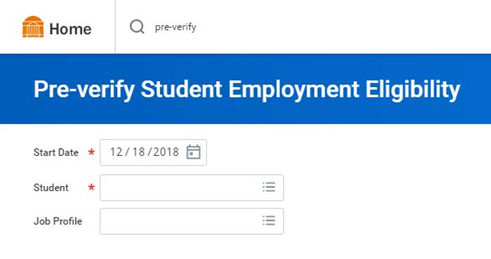 Home pre-verify
Pre-verify Student Employment Eligibility
Start Date * 12 / 18 / 2018
Student *
Job Profile